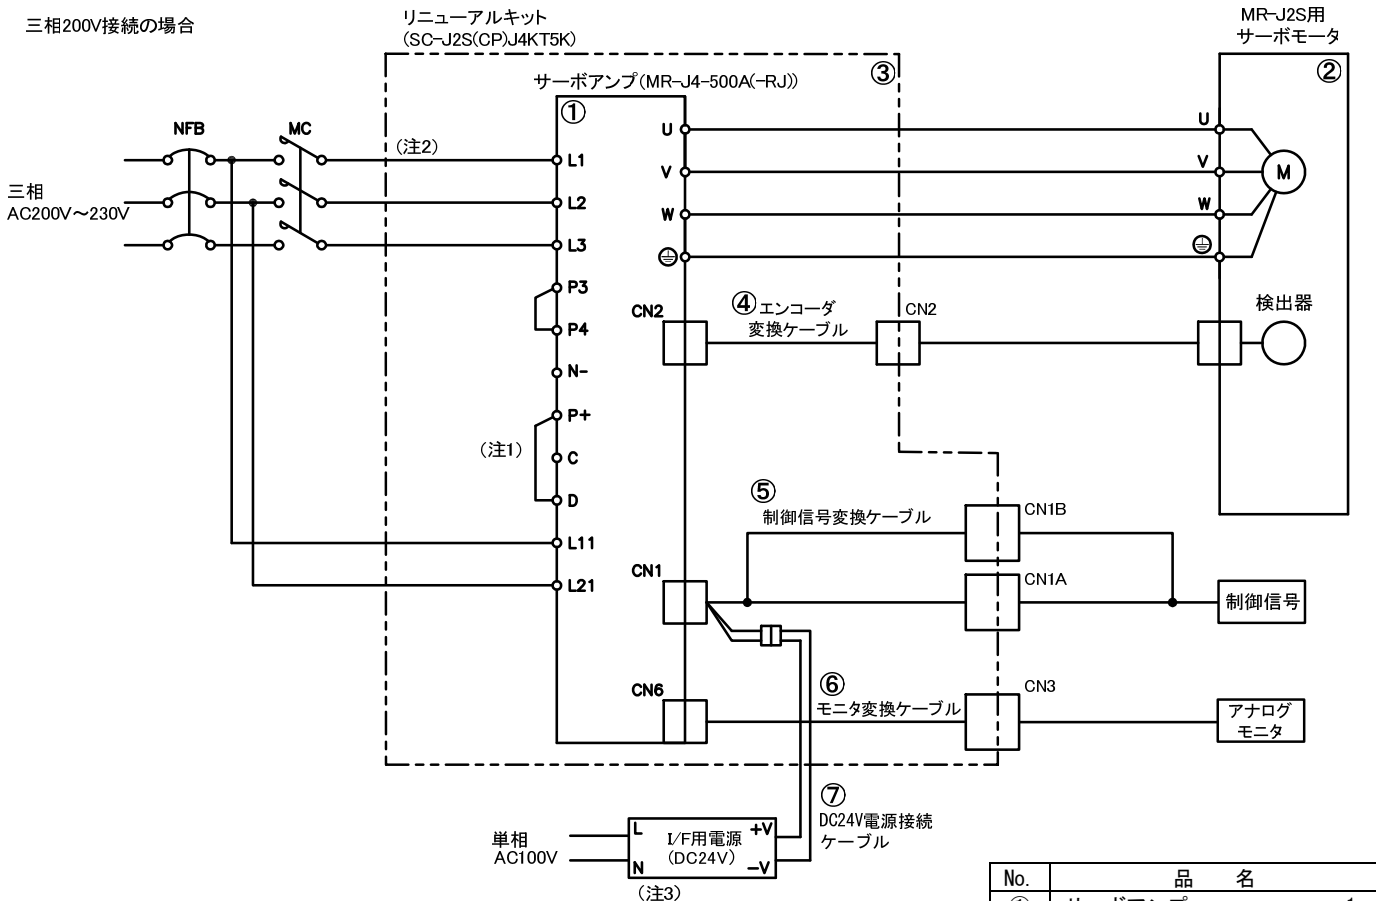 三相200V接続の場合
リニューアルキット
(SC-J2S(CP)J4KT5K)
MR-J2S用
サーボモータ
サーボアンプ(MR-J4-500A(-RJ))
③
②
①
NFB
MC
(注2)
三相
AC200V～230V
L1
L2
L3
P3
P4
N-
P+
C
D
L11
L21
(注1)
U
V
W
U
V
W
M
CN2
④エンコーダ
変換ケーブル
CN2
検出器
⑤
制御信号変換ケーブル
CN1B
CN1
CN1A
制御信号
CN6
⑥
モニタ変換ケーブル
CN3
アナログ
モニタ
⑦
DC24V電源接続
ケーブル
単相
AC100V
L
N
I/F用電源
(DC24V)
+V
-V
(注3)
No.
品 名